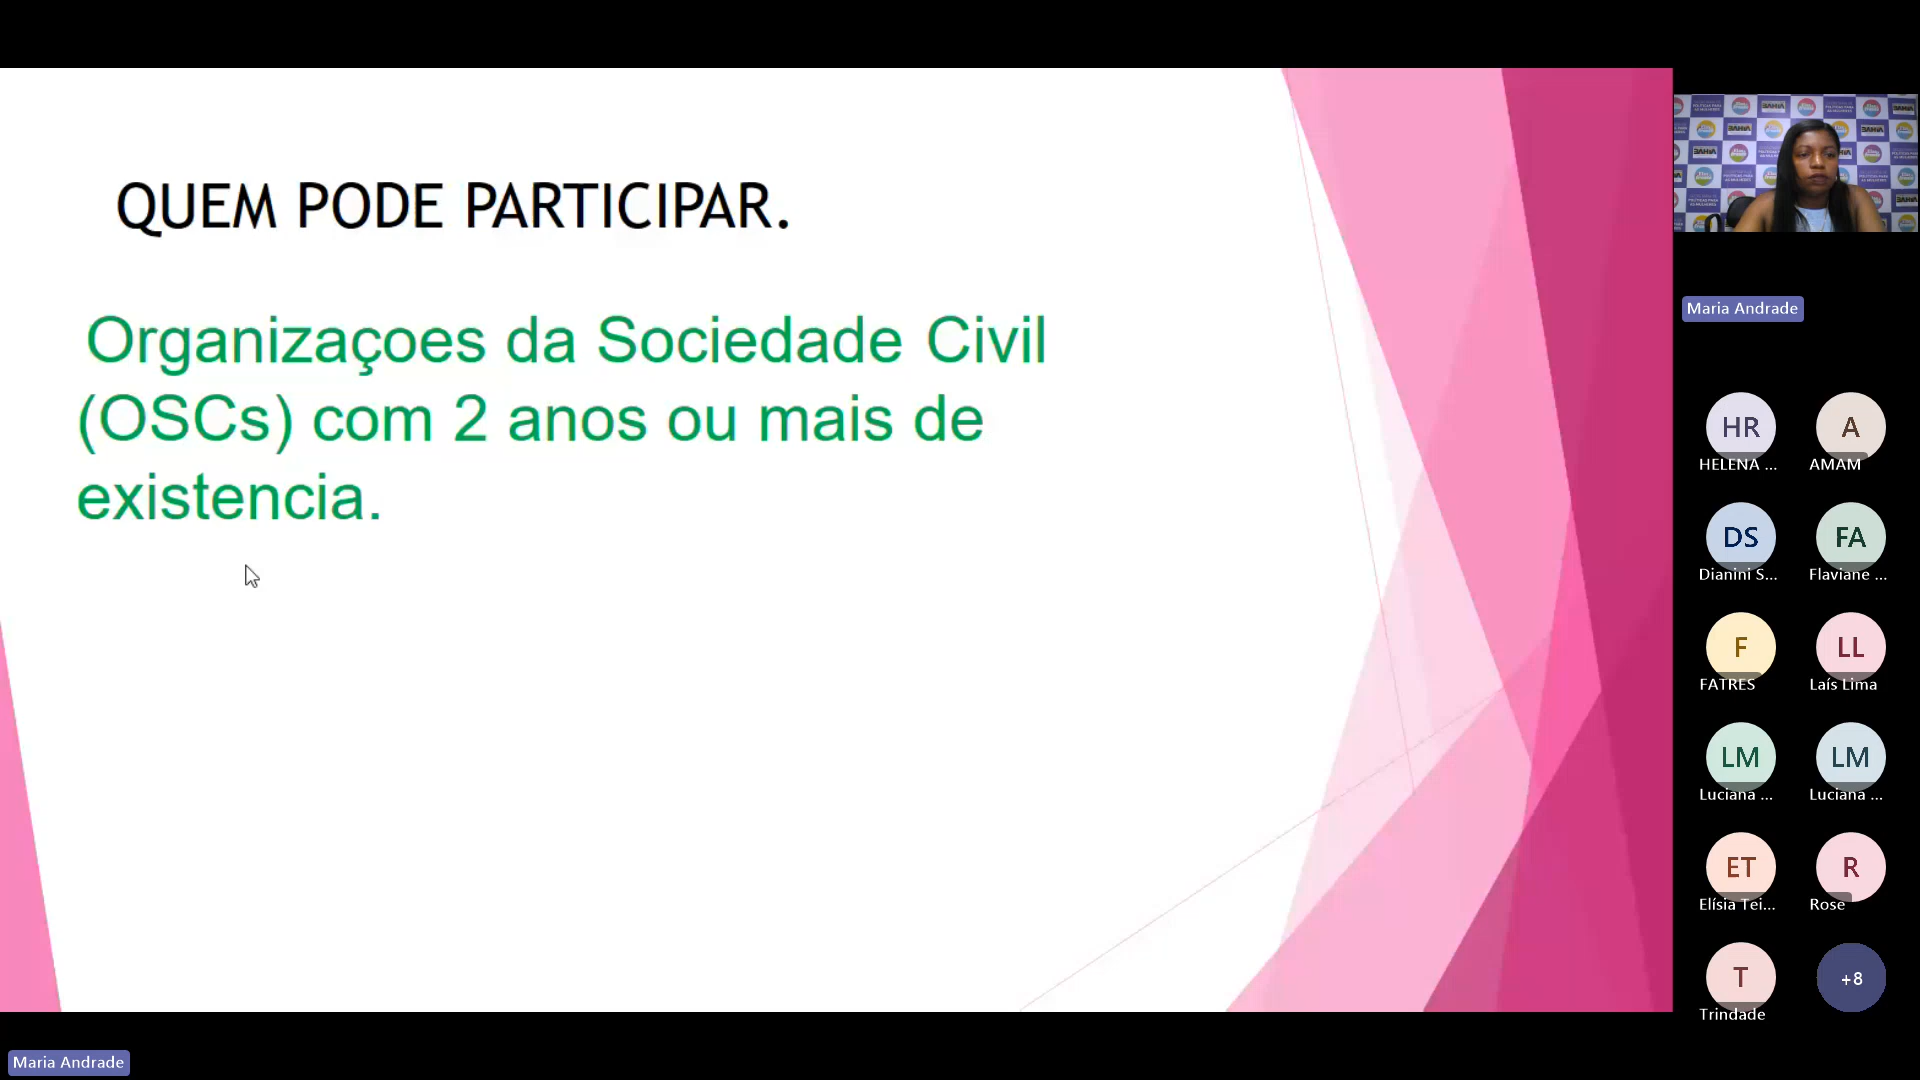 QUEM PODE PARTICIPAR.
Organizaçoes da Sociedade Civil
(OSCs) com 2 anos ou mais de
existencia.
BAHIA
Maria Andrade
HR
HELENA ...
A
AMAM
DS
Dianini S...
FA
Flaviane ...
F
FATRES
LL
Laís Lima
LM
Luciana ...
LM
Luciana ...
ET
Elísia Tei...
R
Rose
T
Trindade
+8
Maria Andrade